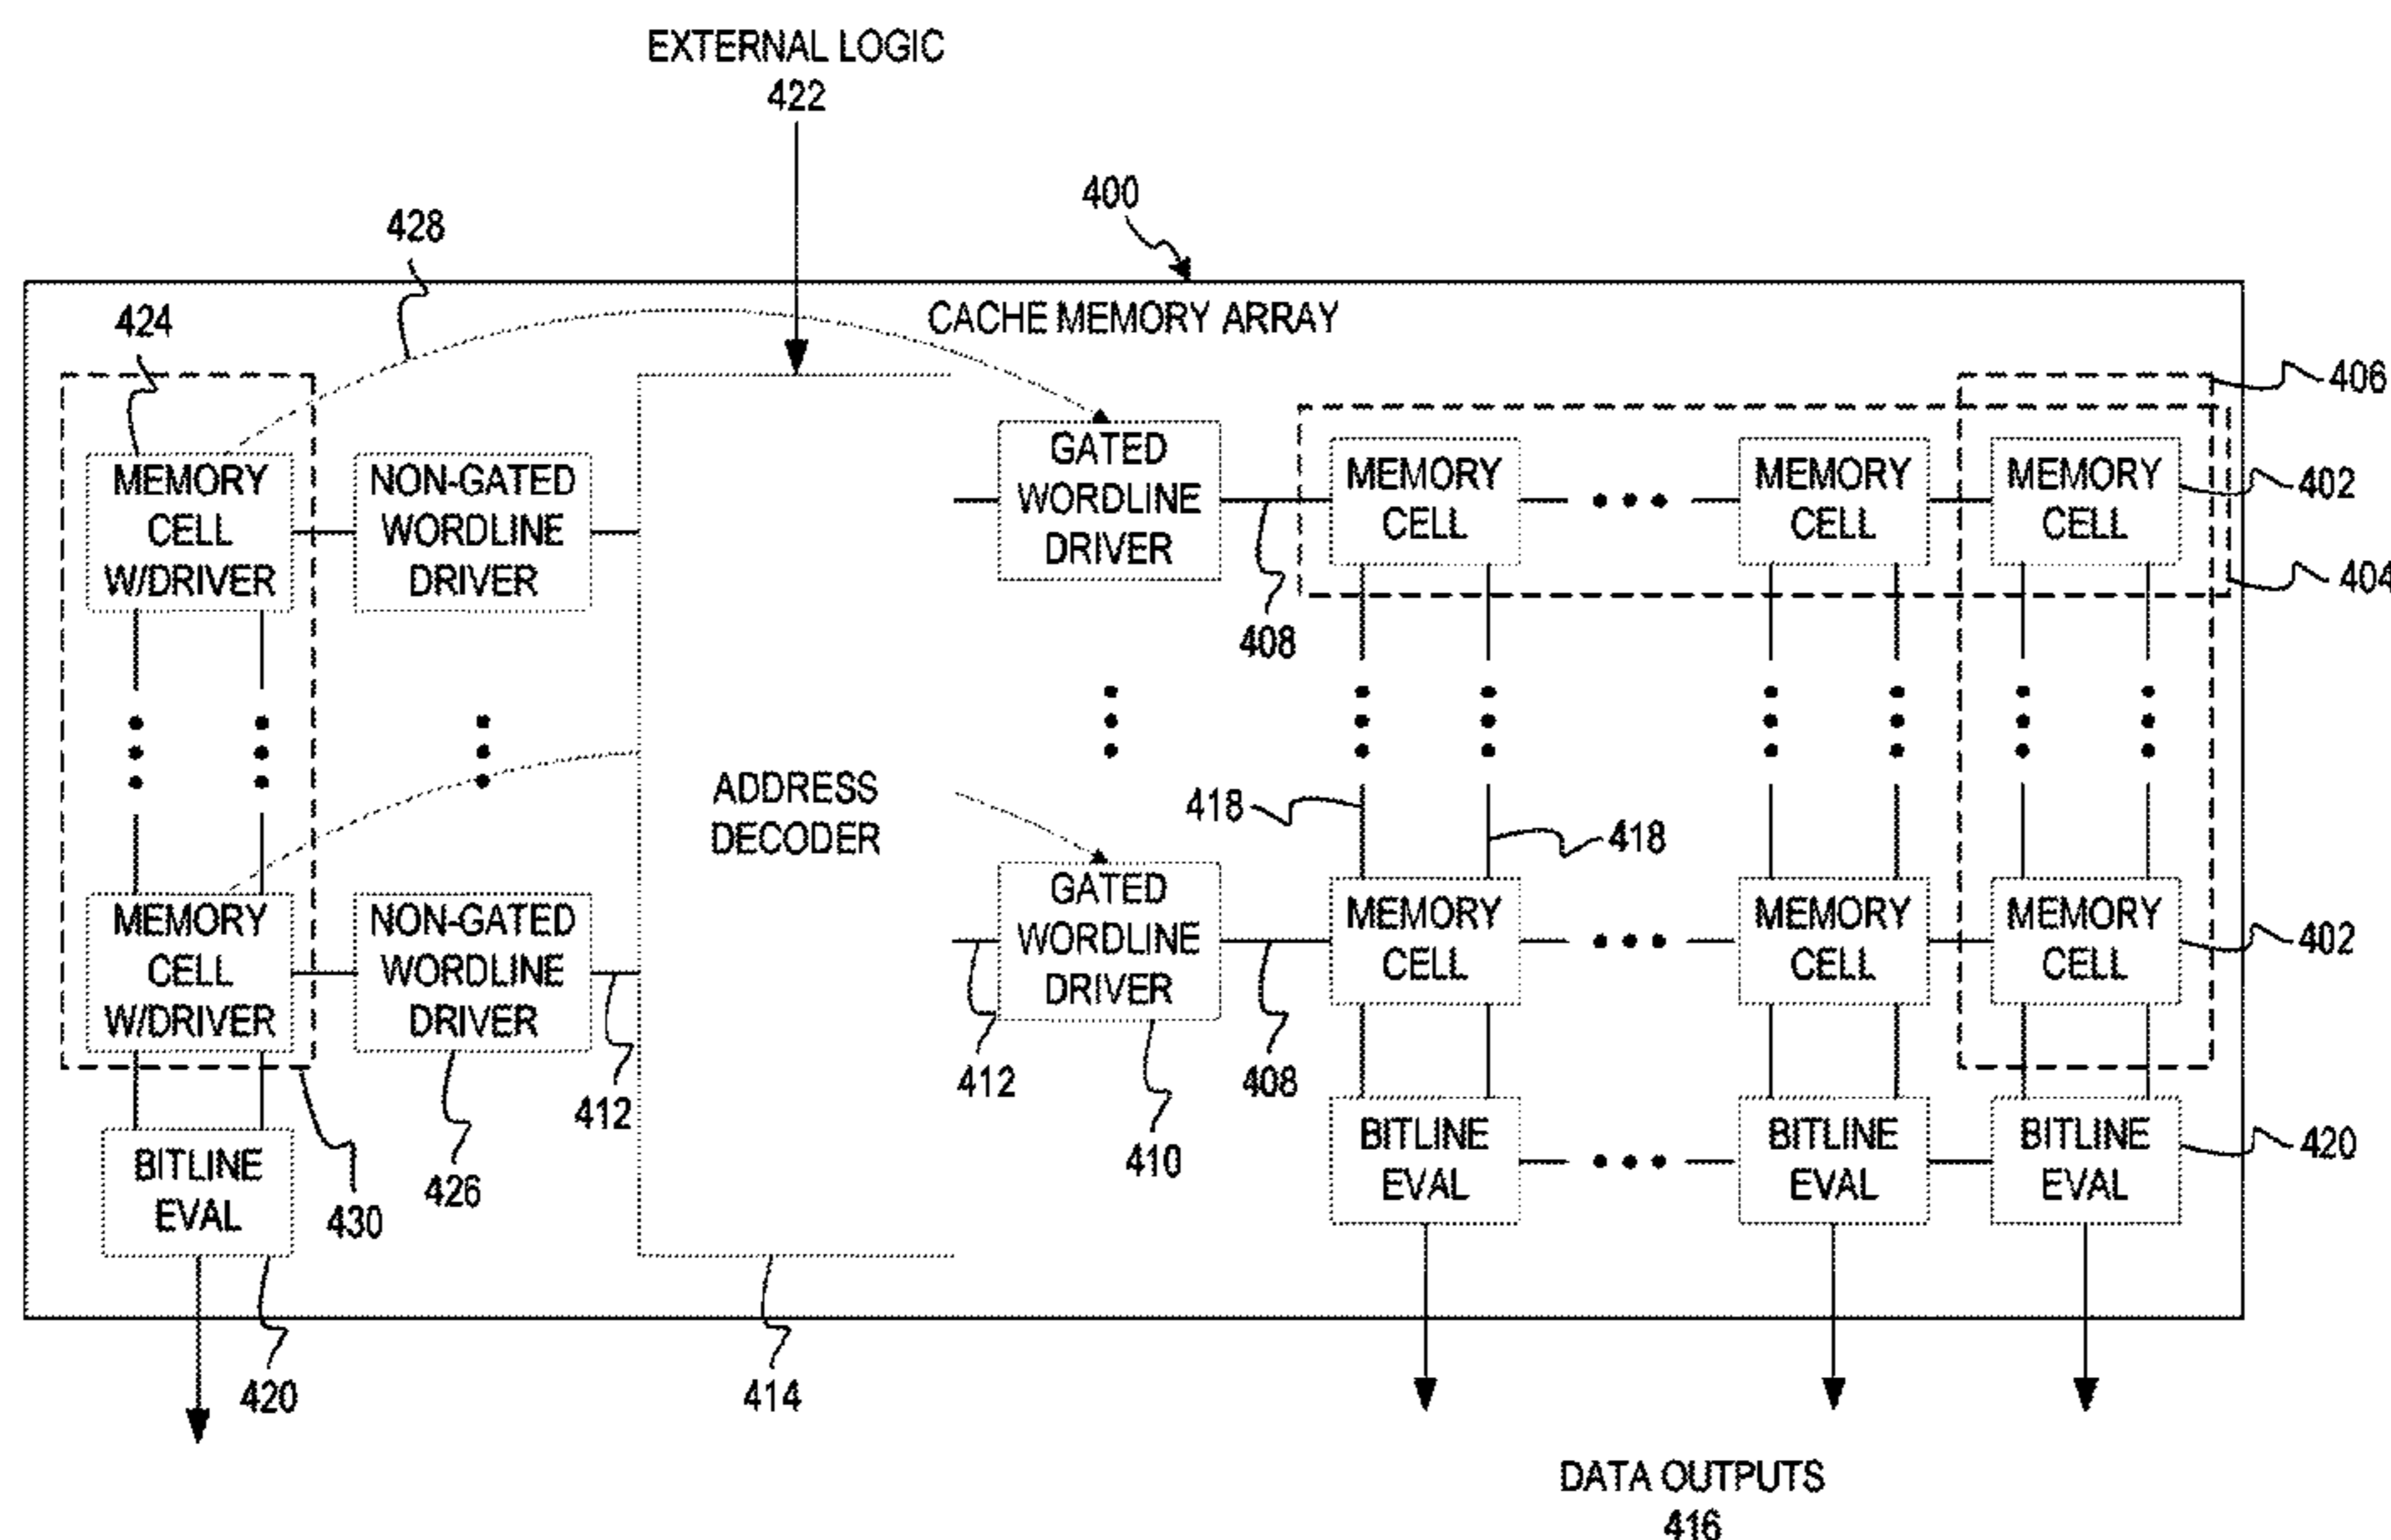 EXTERNAL LOGIC
422
400
428
CACHE MEMORY ARRAY
424
406
MEMORY
CELL
W/DRIVER
NON-GATED
WORDLINE
DRIVER
GATED
WORDLINE
DRIVER
MEMORY
CELL
MEMORY
CELL
MEMORY
CELL
402
404
408
ADDRESS
DECODER
418
418
MEMORY
CELL
W/DRIVER
NON-GATED
WORDLINE
DRIVER
GATED
WORDLINE
DRIVER
MEMORY
CELL
MEMORY
CELL
MEMORY
CELL
402
412
412
408
BITLINE
EVAL
430
426
410
BITLINE
EVAL
BITLINE
EVAL
BITLINE
EVAL
420
420
414
DATA OUTPUTS
416